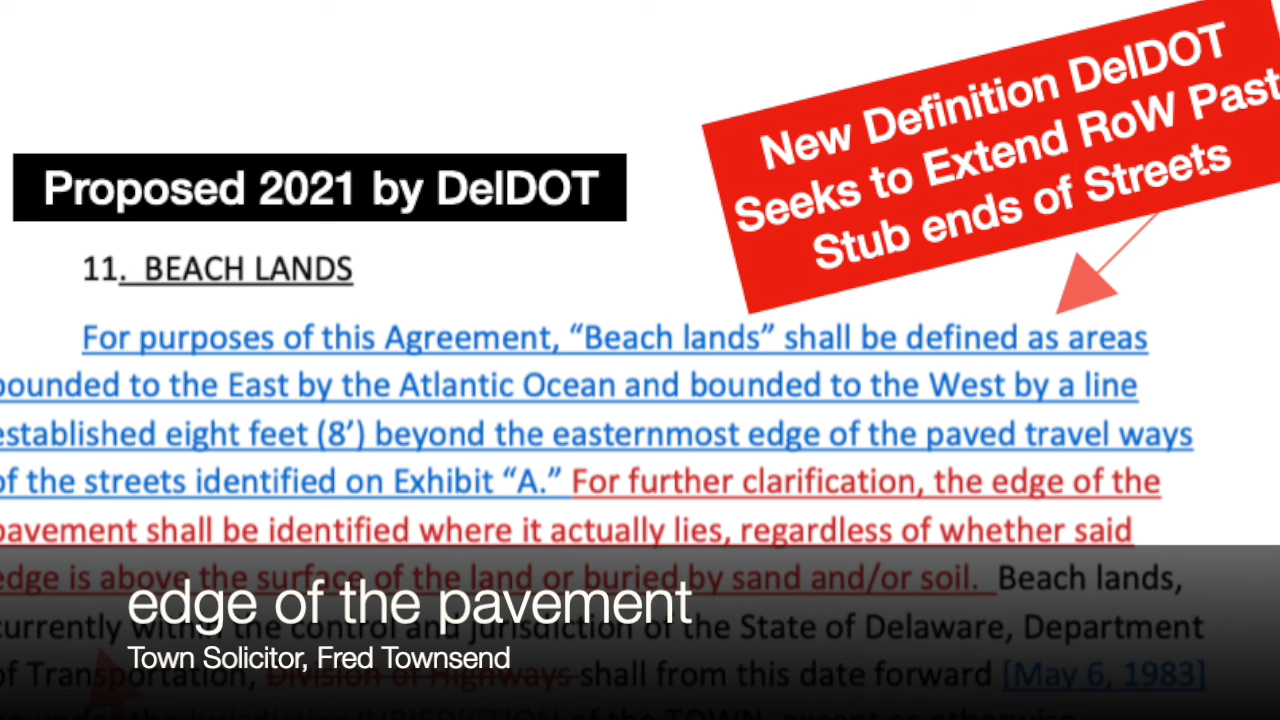 New Definition DelDOT
Seeks to Extend RoW Past
Stub ends of Streets
Proposed 2021 by DelDOT
11. BEACH LANDS
For purposes of this Agreement, “Beach lands” shall be defined as areas
bounded to the East by the Atlantic Ocean and bounded to the West by a line
established eight feet (8’) beyond the easternmost edge of the paved travel ways
of the streets identified on Exhibit “A.” For further clarification, the edge of the
pavement shall be identified where it actually lies, regardless of whether said
edge is above the surface of the land or buried by sand and/or soil. Beach lands,
currently within the control and jurisdiction of the State of Delaware, Department
of Transportation, Division of Highways shall from this date forward [May 6, 1983]
edge of the pavement
Town Solicitor, Fred Townsend